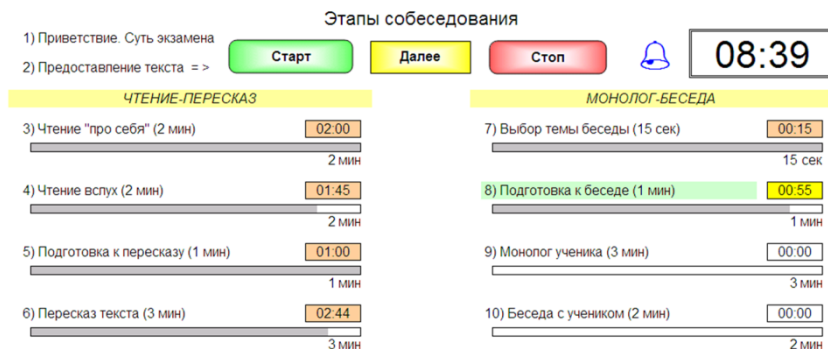 Этапы собеседования
1) Приветствие. Суть экзамена
2) Предоставление текста = >
Старт
Далее
Стоп
08:39
ЧТЕНИЕ-ПЕРЕСКАЗ
3) Чтение "про себя" (2 мин) 02:00
2 мин
4) Чтение вслух (2 мин) 01:45
2 мин
5) Подготовка к пересказу (1 мин) 01:00
1 мин
6) Пересказ текста (3 мин) 02:44
3 мин
МОНОЛОГ-БЕСЕДА
7) Выбор темы беседы (15 сек) 00:15
15 сек
8) Подготовка к беседе (1 мин) 00:55
1 мин
9) Монолог ученика (3 мин) 00:00
3 мин
10) Беседа с учеником (2 мин) 00:00
2 мин